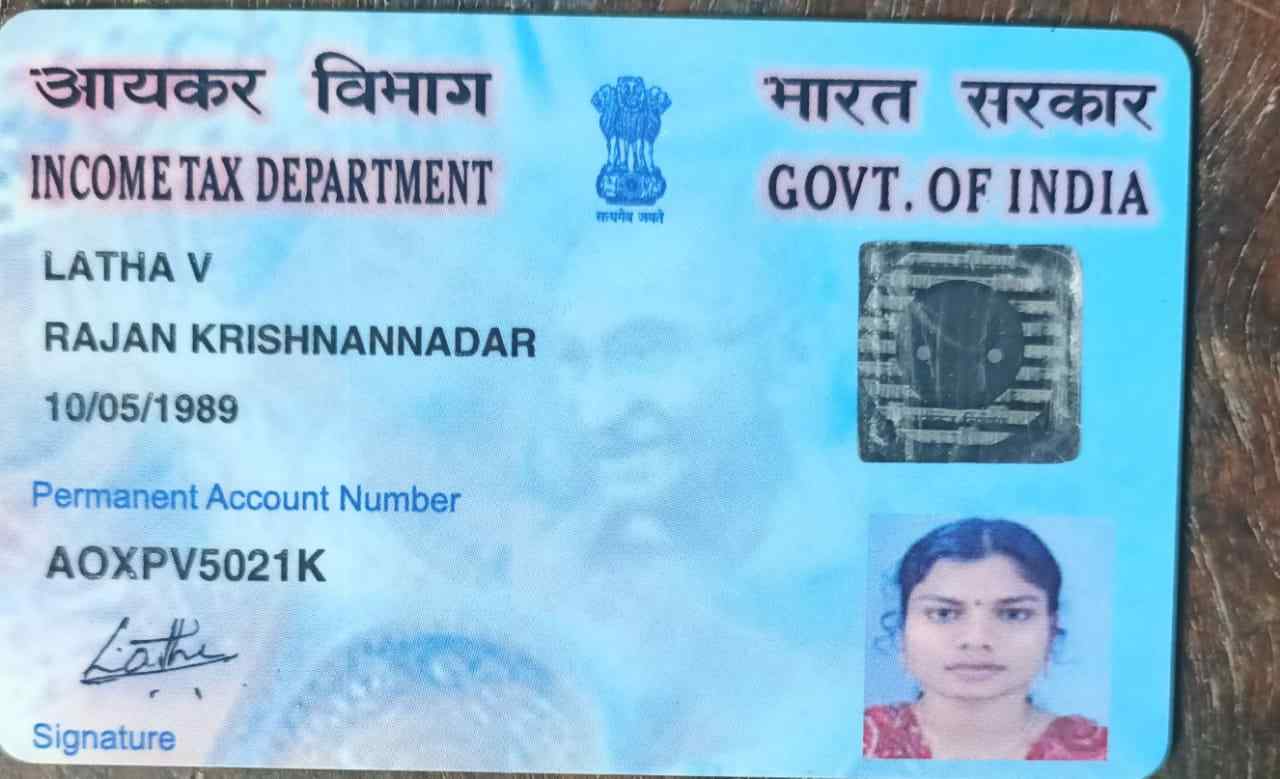 आयकर विभाग
भारत सरकार
INCOME TAX DEPARTMENT
GOVT. OF INDIA
सत्यमेव जयते
LATHA V
RAJAN KRISHNANNADAR
10/05/1989
Permanent Account Number
AOXPV5021K
Latha
Signature